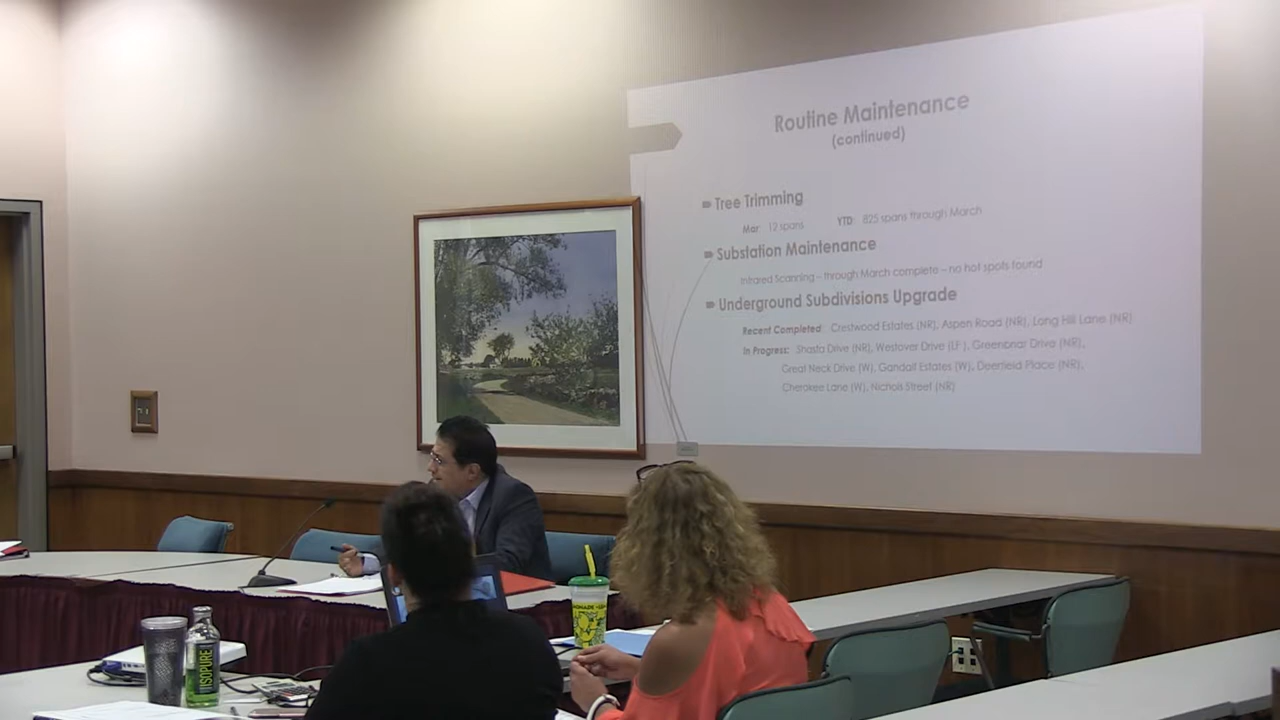 Routine Maintenance
(continued)
Tree Trimming
Mar: 12 spans YTD: 825 spans through March
Substation Maintenance
Infrared Scanning – through March complete – no hot spots found
Underground Subdivisions Upgrade
Recent Completed: Crestwood Estates (NR), Aspen Road (NR), Long Hill Lane (NR)
In Progress: Shasta Drive (NR), Westover Drive (LF), Greenbriar Drive (NR),
Great Neck Drive (W), Gandall Estates (W), Deerfield Place (NR),
Cherokee Lane (W), Nichols Street (NR)
ISOPURE